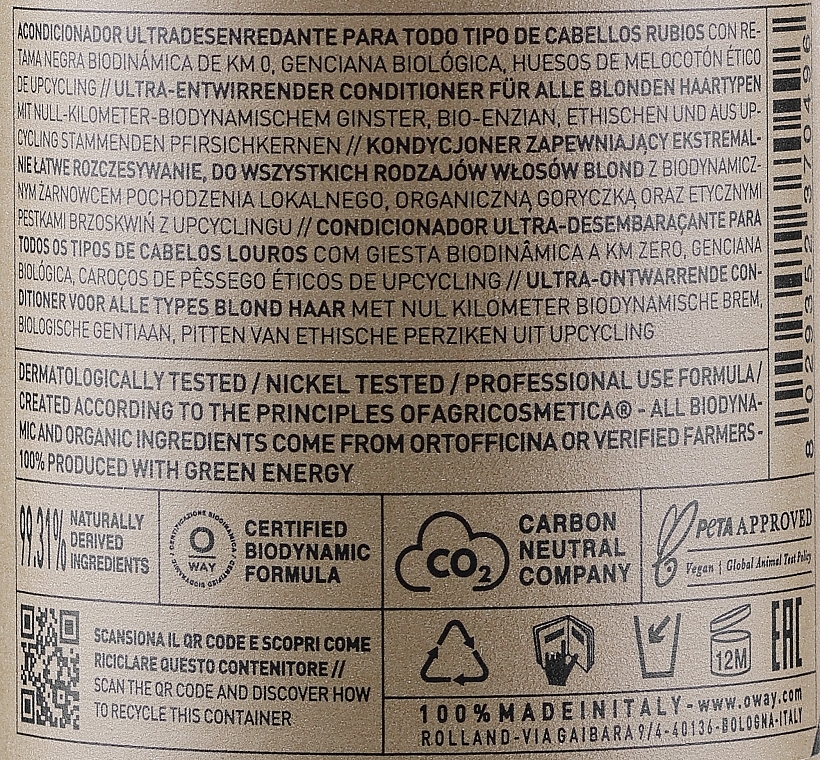 ACONDICIONADOR ULTRADESENREDANTE PARA TODO TIPO DE CABELLOS RUBIOS CON RE-
TAMA NEGRA BIODINÁMICA DE KM 0, GENCIANA BIOLÓGICA, HUESOS DE MELOCOTÓN ÉTICO
DE UPCYCLING // ULTRA-ENTWIRRENDER CONDITIONER FÜR ALLE BLONDEN HAARTYPEN
MIT NULL-KILOMETER-BIODYNAMISCHEM GINSTER, BIO-ENZIAN, ETHISCHEN UND AUS UP-
CYCLING STAMMENDEN PFIRSICHKERNEN // KONDYCJONER ZAPEWNIAJĄCY EKSTREMAL-
NIE ŁATWE ROZCZESYWANIE, DO WSZYSTKICH RODZAJÓW WŁOSÓW BLOND Z BIODYNAMICZ-
NYM ŻARNOWCEM POCHODZENIA LOKALNEGO, ORGANICZNĄ GORYCZKĄ ORAZ ETYCZNYMI
PESTKAMI BRZOSKWIŃ Z UPCYCLINGU // CONDICIONADOR ULTRA-DESEMBARAÇANTE PARA
TODOS OS TIPOS DE CABELOS LOUROS COM GIESTA BIODINÂMICA A KM ZERO, GENCIANA
BIOLÓGICA, CAROÇOS DE PÊSSEGO ÉTICOS DE UPCYCLING // ULTRA-ONTWARRENDE CON-
DITIONER VOOR ALLE TYPES BLOND HAAR MET NUL KILOMETER BIODYNAMISCHE BREM,
BIOLOGISCHE GENTIAAN, PITTEN VAN ETHISCHE PERZIKEN UIT UPCYCLING
8 029352 370496
DERMATOLOGICALLY TESTED / NICKEL TESTED / PROFESSIONAL USE FORMULA /
CREATED ACCORDING TO THE PRINCIPLES OFAGRICOSMETICA® - ALL BIODYNA-
MIC AND ORGANIC INGREDIENTS COME FROM ORTOFFICINA OR VERIFIED FARMERS -
100% PRODUCED WITH GREEN ENERGY
99.31% NATURALLY
DERIVED
INGREDIENTS
O
WAY
CERTIFIED
BIODYNAMIC
FORMULA
CO2
CARBON
NEUTRAL
COMPANY
PETA APPROVED
Vegan | Global Animal Test Policy
SCANSIONA IL QR CODE E SCOPRI COME
RICICLARE QUESTO CONTENITORE //
SCAN THE QR CODE AND DISCOVER HOW
TO RECYCLE THIS CONTAINER
12M
EAC
100% MADE IN ITALY - www.oway.com
ROLLAND - VIA GAIBARA 9/4 - 40136 - BOLOGNA - ITALY